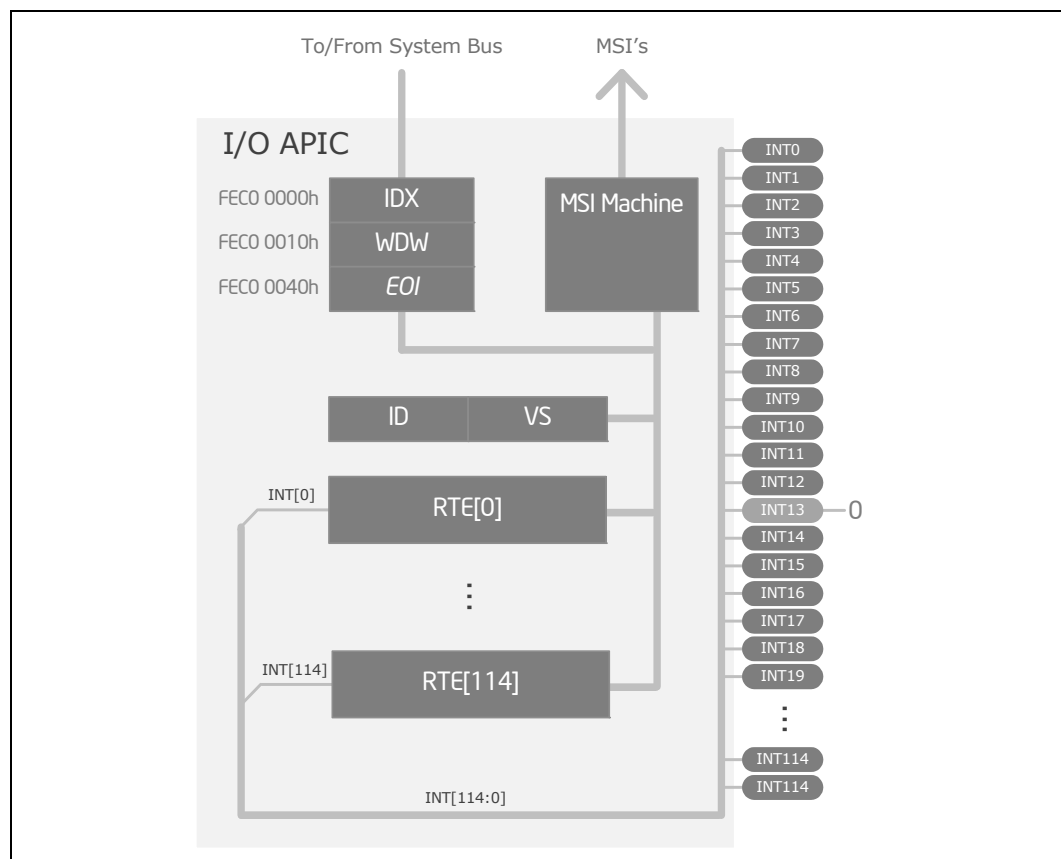 To/From System Bus
MSI's
I/O APIC
FEC0 0000h
IDX
FEC0 0010h
WDW
FEC0 0040h
EOI
MSI Machine
ID
VS
INT[0]
RTE[0]
⋮
INT[114]
RTE[114]
INT[114:0]
INT0
INT1
INT2
INT3
INT4
INT5
INT6
INT7
INT8
INT9
INT10
INT11
INT12
INT13
0
INT14
INT15
INT16
INT17
INT18
INT19
⋮
INT114
INT114